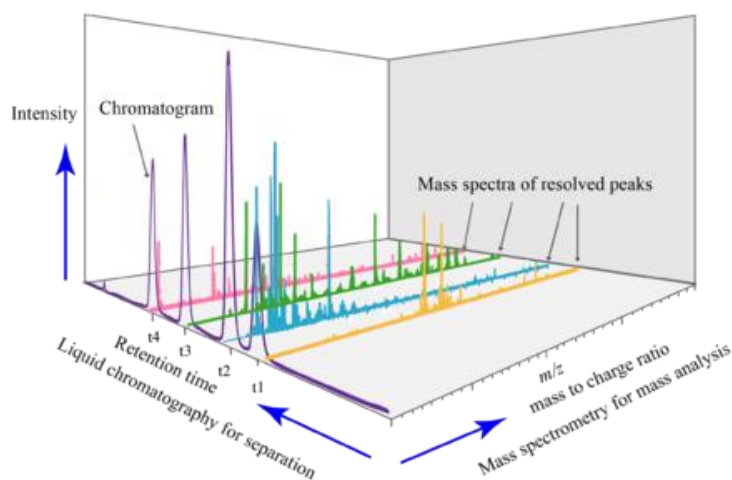 Chromatogram
Intensity
Mass spectra of resolved peaks
t4
t3
t2
t1
Retention time
Liquid chromatography for separation
m/z
mass to charge ratio
Mass spectrometry for mass analysis